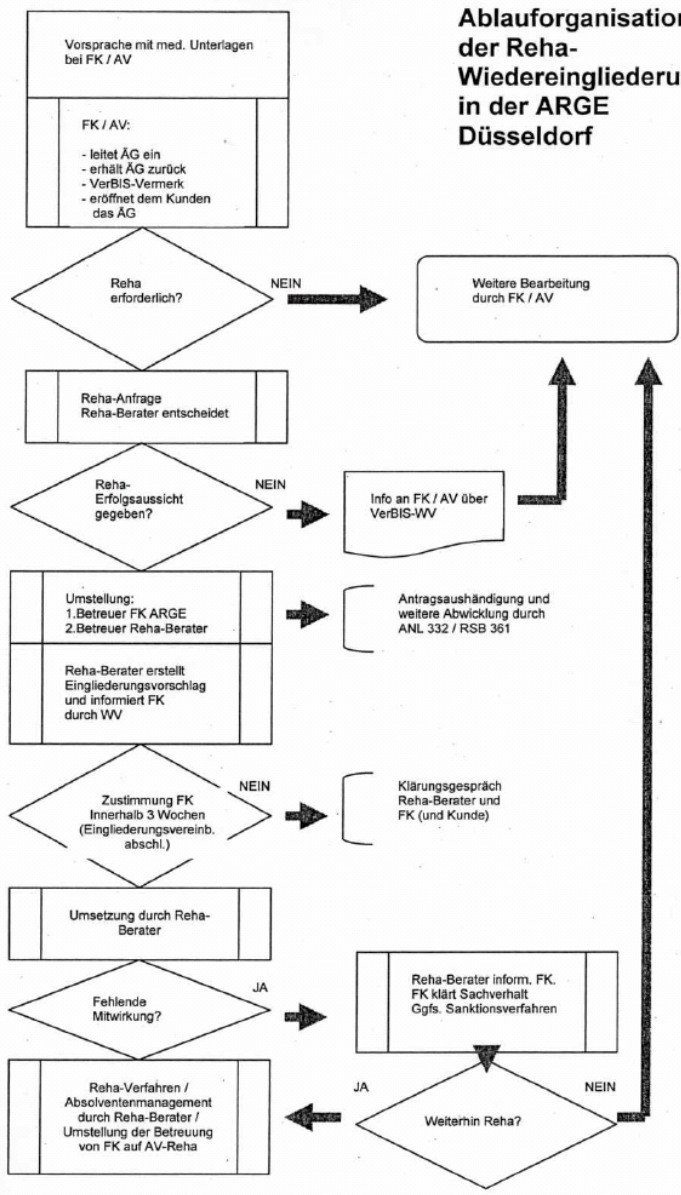 Ablauforganisation
der Reha-
Wiedereingliederu
in der ARGE
Düsseldorf
Vorsprache mit med. Unterlagen
bei FK / AV
FK / AV:
- leitet ÄG ein
- erhält ÄG zurück
- VerBIS-Vermerk
- eröffnet dem Kunden
das ÄG
Reha
erforderlich?
NEIN
Weitere Bearbeitung
durch FK / AV
Reha-Anfrage
Reha-Berater entscheidet
Reha-
Erfolgsaussicht
gegeben?
NEIN
Info an FK / AV über
VerBIS-WV
Umstellung:
1.Betreuer FK ARGE
2.Betreuer Reha-Berater
Antragsaushändigung und
weitere Abwicklung durch
ANL 332 / RSB 361
Reha-Berater erstellt
Eingliederungsvorschlag
und informiert FK
durch WV
Zustimmung FK
Innerhalb 3 Wochen
(Eingliederungsvereinb.
abschl.)
NEIN
Klärungsgespräch
Reha-Berater und
FK (und Kunde)
Umsetzung durch Reha-
Berater
Fehlende
Mitwirkung?
JA
Reha-Berater inform. FK.
FK klärt Sachverhalt
Ggfs. Sanktionsverfahren
Reha-Verfahren /
Absolventenmanagement
durch Reha-Berater /
Umstellung der Betreuung
von FK auf AV-Reha
JA
Weiterhin Reha?
NEIN